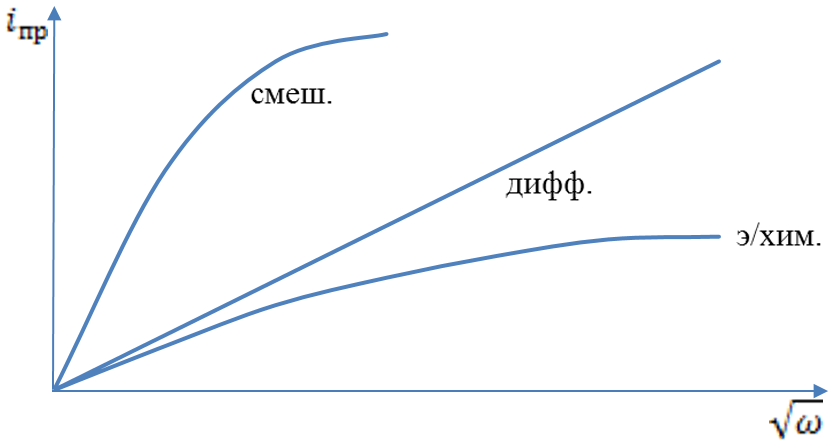 iпр
смеш.
дифф.
э/хим.
√ω